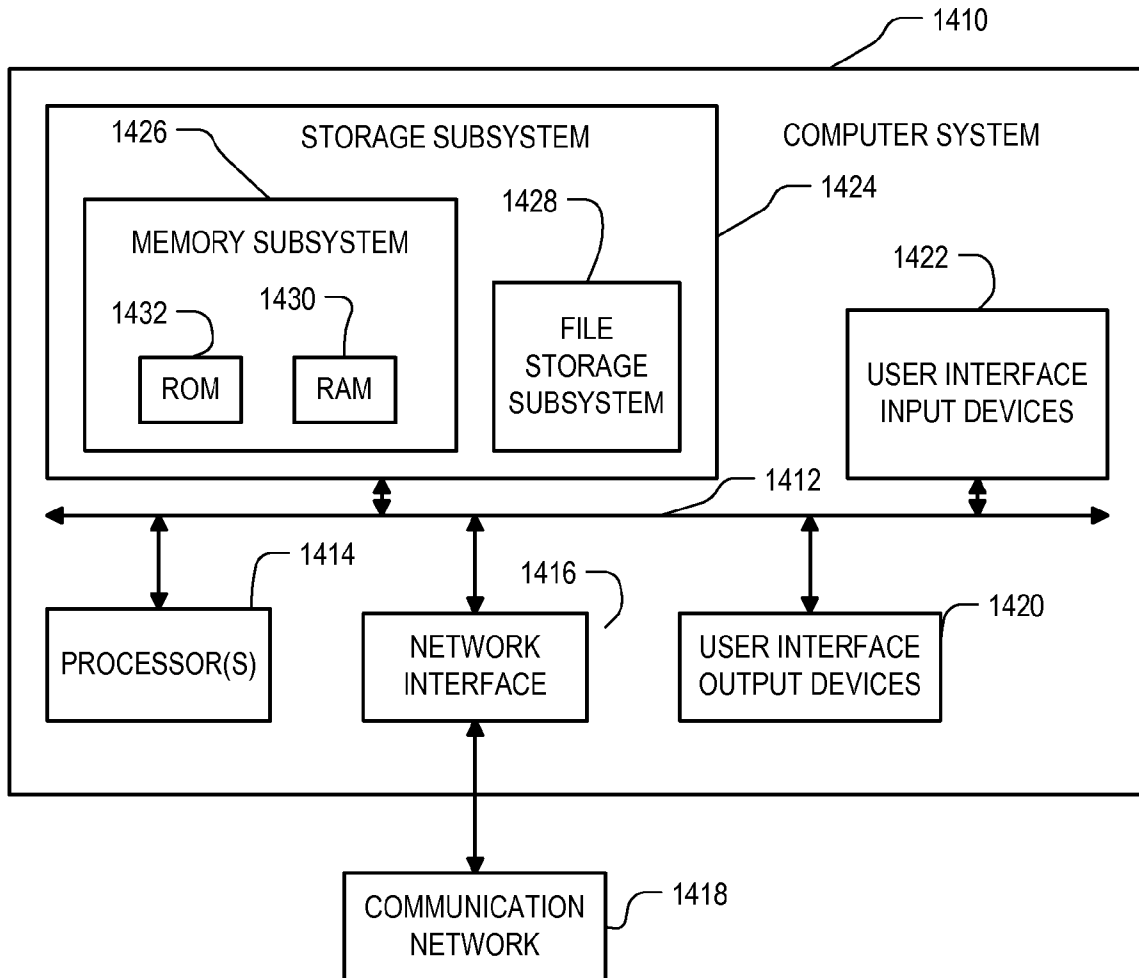 1410
1426
STORAGE SUBSYSTEM
COMPUTER SYSTEM
1424
1428
MEMORY SUBSYSTEM
1422
1432
1430
FILE
STORAGE
SUBSYSTEM
ROM
RAM
USER INTERFACE
INPUT DEVICES
1412
1414
1416
1420
PROCESSOR(S)
NETWORK
INTERFACE
USER INTERFACE
OUTPUT DEVICES
COMMUNICATION
NETWORK
1418